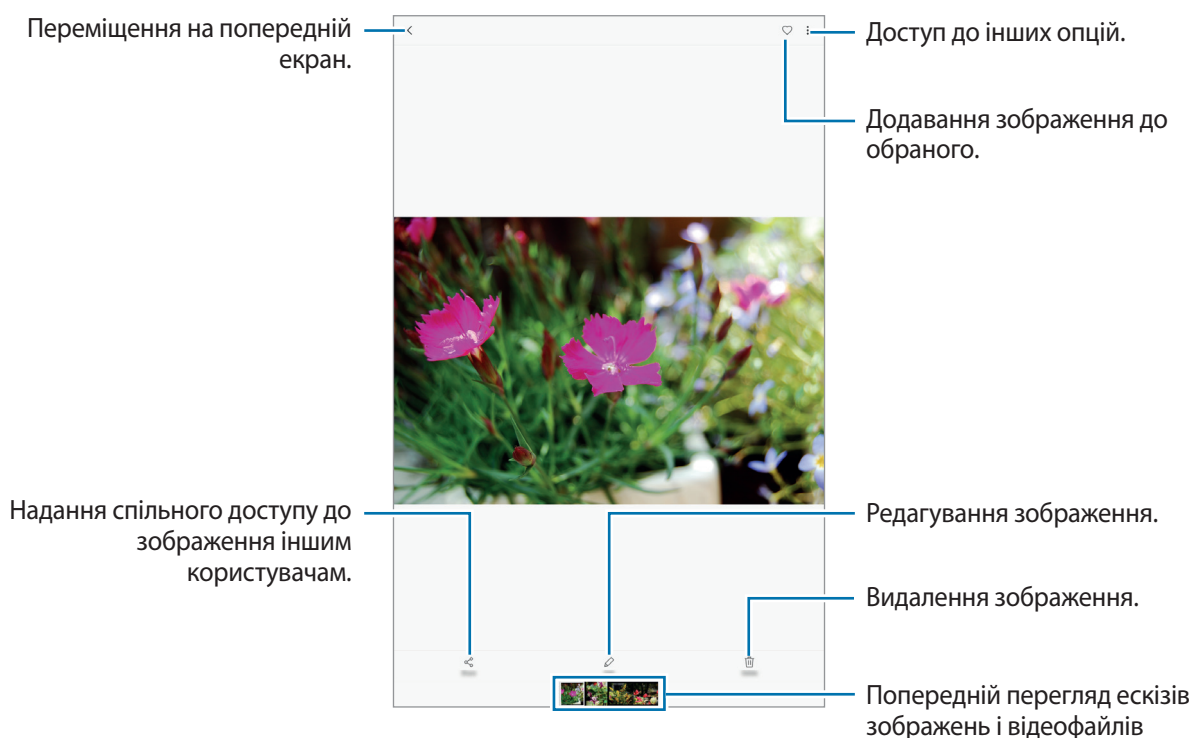 Переміщення на попередній
екран.
Доступ до інших опцій.
Додавання зображення до
обраного.
Надання спільного доступу до
зображення іншим
користувачам.
Редагування зображення.
Видалення зображення.
Попередній перегляд ескізів
зображень і відеофайлів